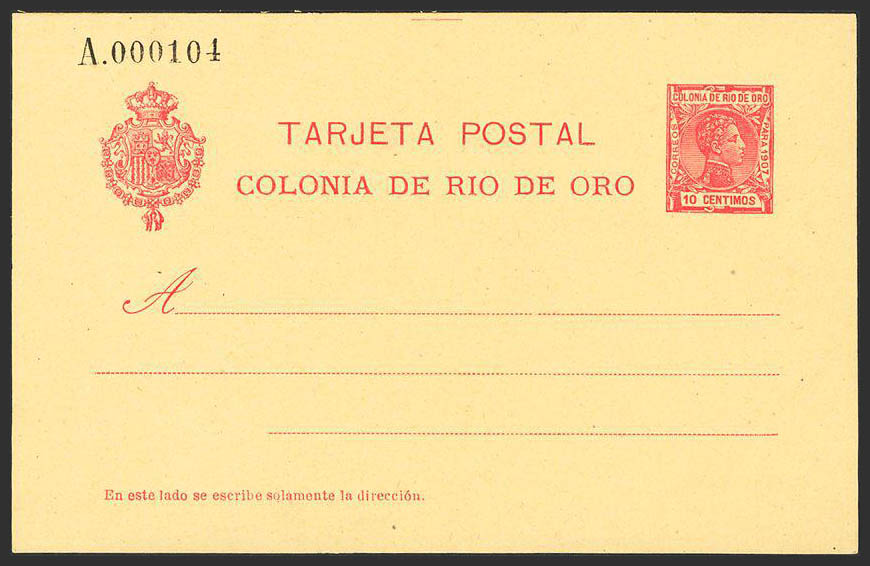 A.000104
TARJETA POSTAL
COLONIA DE RIO DE ORO
COLONIA DE RIO DE ORO
CORREOS
PARA 1907
10 CENTIMOS
A
En este lado se escribe solamente la dirección.